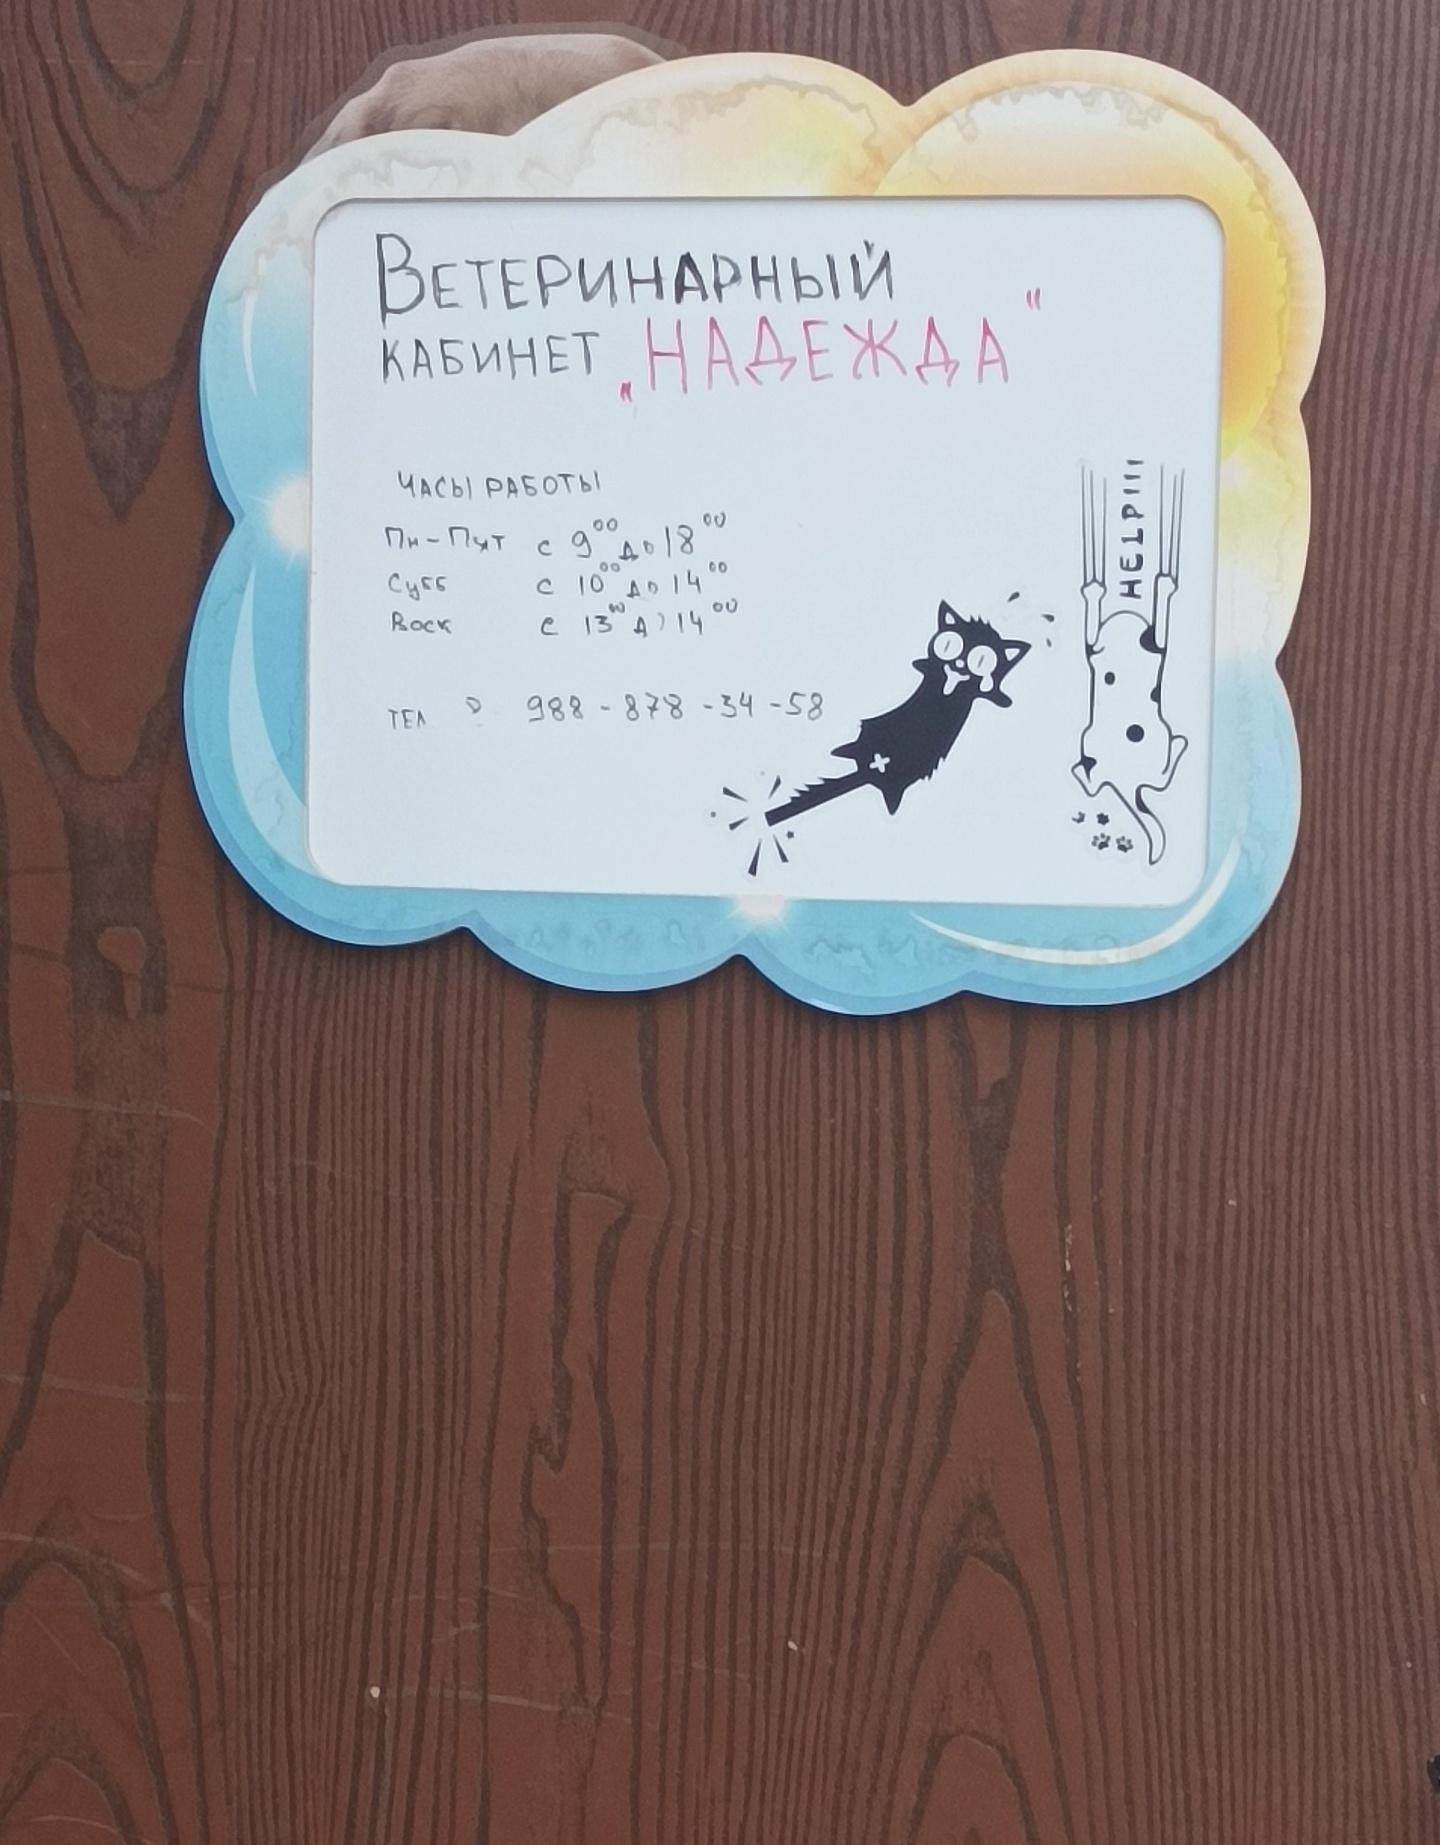 ВЕТЕРИНАРНЫЙ
КАБИНЕТ „НАДЕЖДА"
ЧАСЫ РАБОТЫ
Пн-Пят с 9⁰⁰ до 18⁰⁰
Субб с 10⁰⁰ до 14⁰⁰
Воск с 13⁰⁰ до 14⁰⁰
ТЕЛ 988-878-34-58
HELP!!!